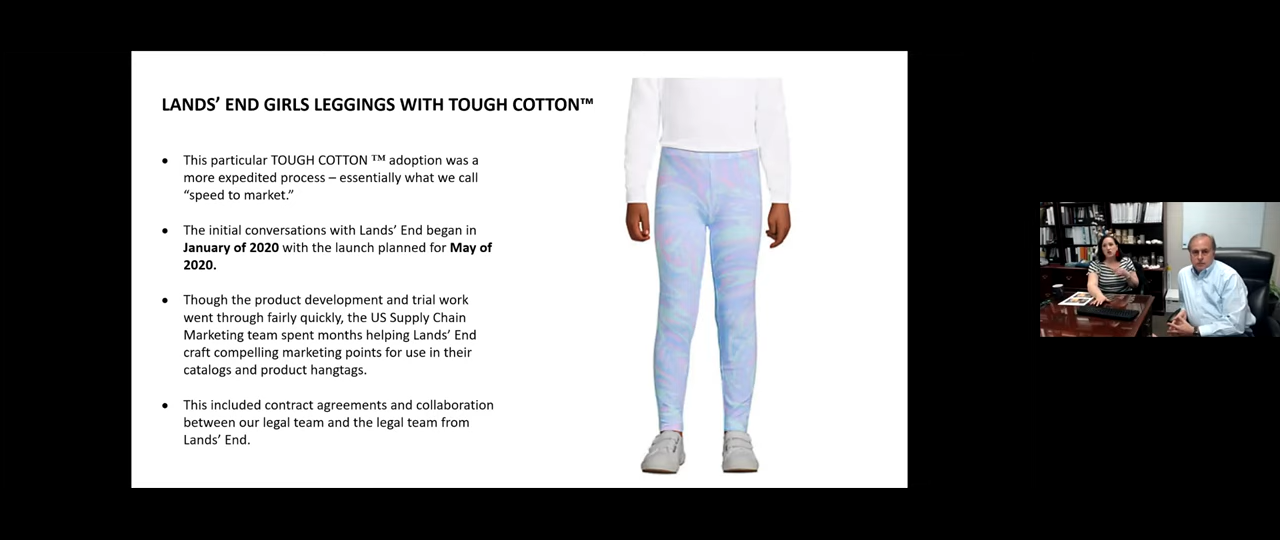 LANDS’ END GIRLS LEGGINGS WITH TOUGH COTTON™
● This particular TOUGH COTTON ™ adoption was a
more expedited process – essentially what we call
“speed to market.”
● The initial conversations with Lands’ End began in
January of 2020 with the launch planned for May of
2020.
● Though the product development and trial work
went through fairly quickly, the US Supply Chain
Marketing team spent months helping Lands’ End
craft compelling marketing points for use in their
catalogs and product hangtags.
● This included contract agreements and collaboration
between our legal team and the legal team from
Lands’ End.